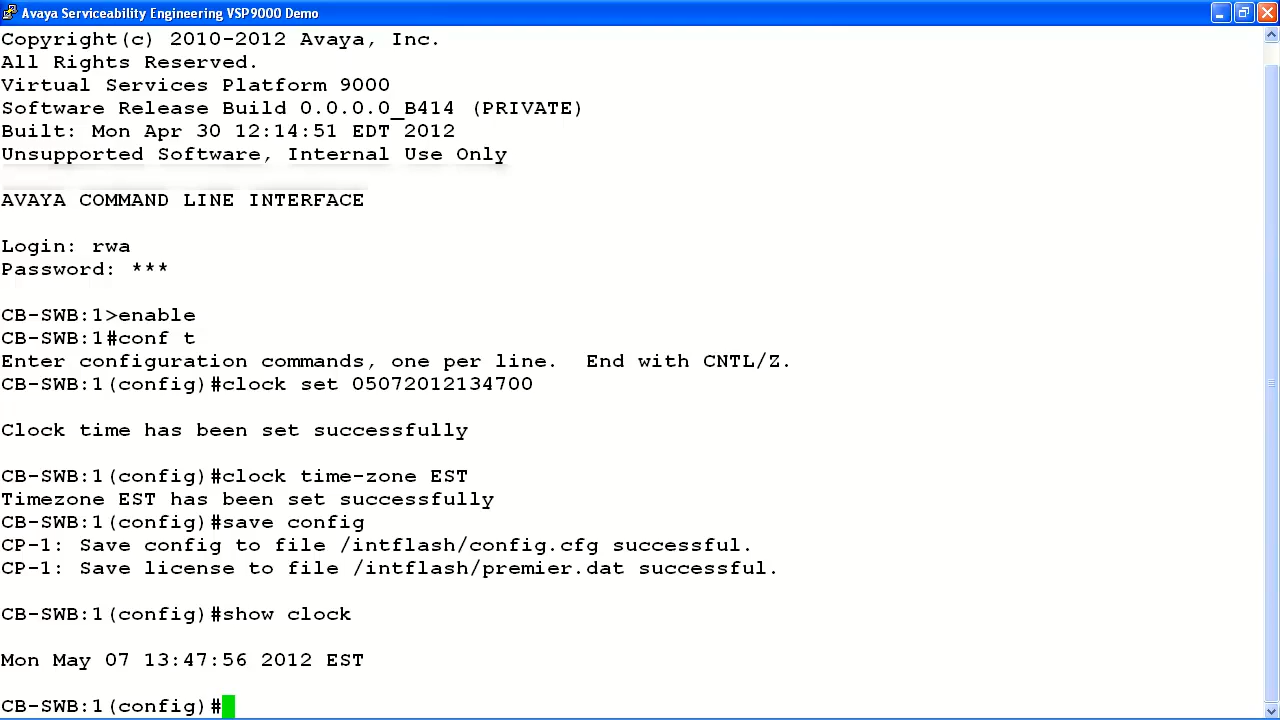 Avaya Serviceability Engineering VSP9000 Demo
Copyright(c) 2010-2012 Avaya, Inc.
All Rights Reserved.
Virtual Services Platform 9000
Software Release Build 0.0.0.0_B414 (PRIVATE)
Built: Mon Apr 30 12:14:51 EDT 2012
Unsupported Software, Internal Use Only
AVAYA COMMAND LINE INTERFACE
Login: rwa
Password: ***
CB-SWB:1>enable
CB-SWB:1#conf t
Enter configuration commands, one per line.  End with CNTL/Z.
CB-SWB:1(config)#clock set 05072012134700
Clock time has been set successfully
CB-SWB:1(config)#clock time-zone EST
Timezone EST has been set successfully
CB-SWB:1(config)#save config
CP-1: Save config to file /intflash/config.cfg successful.
CP-1: Save license to file /intflash/premier.dat successful.
CB-SWB:1(config)#show clock
Mon May 07 13:47:56 2012 EST
CB-SWB:1(config)#